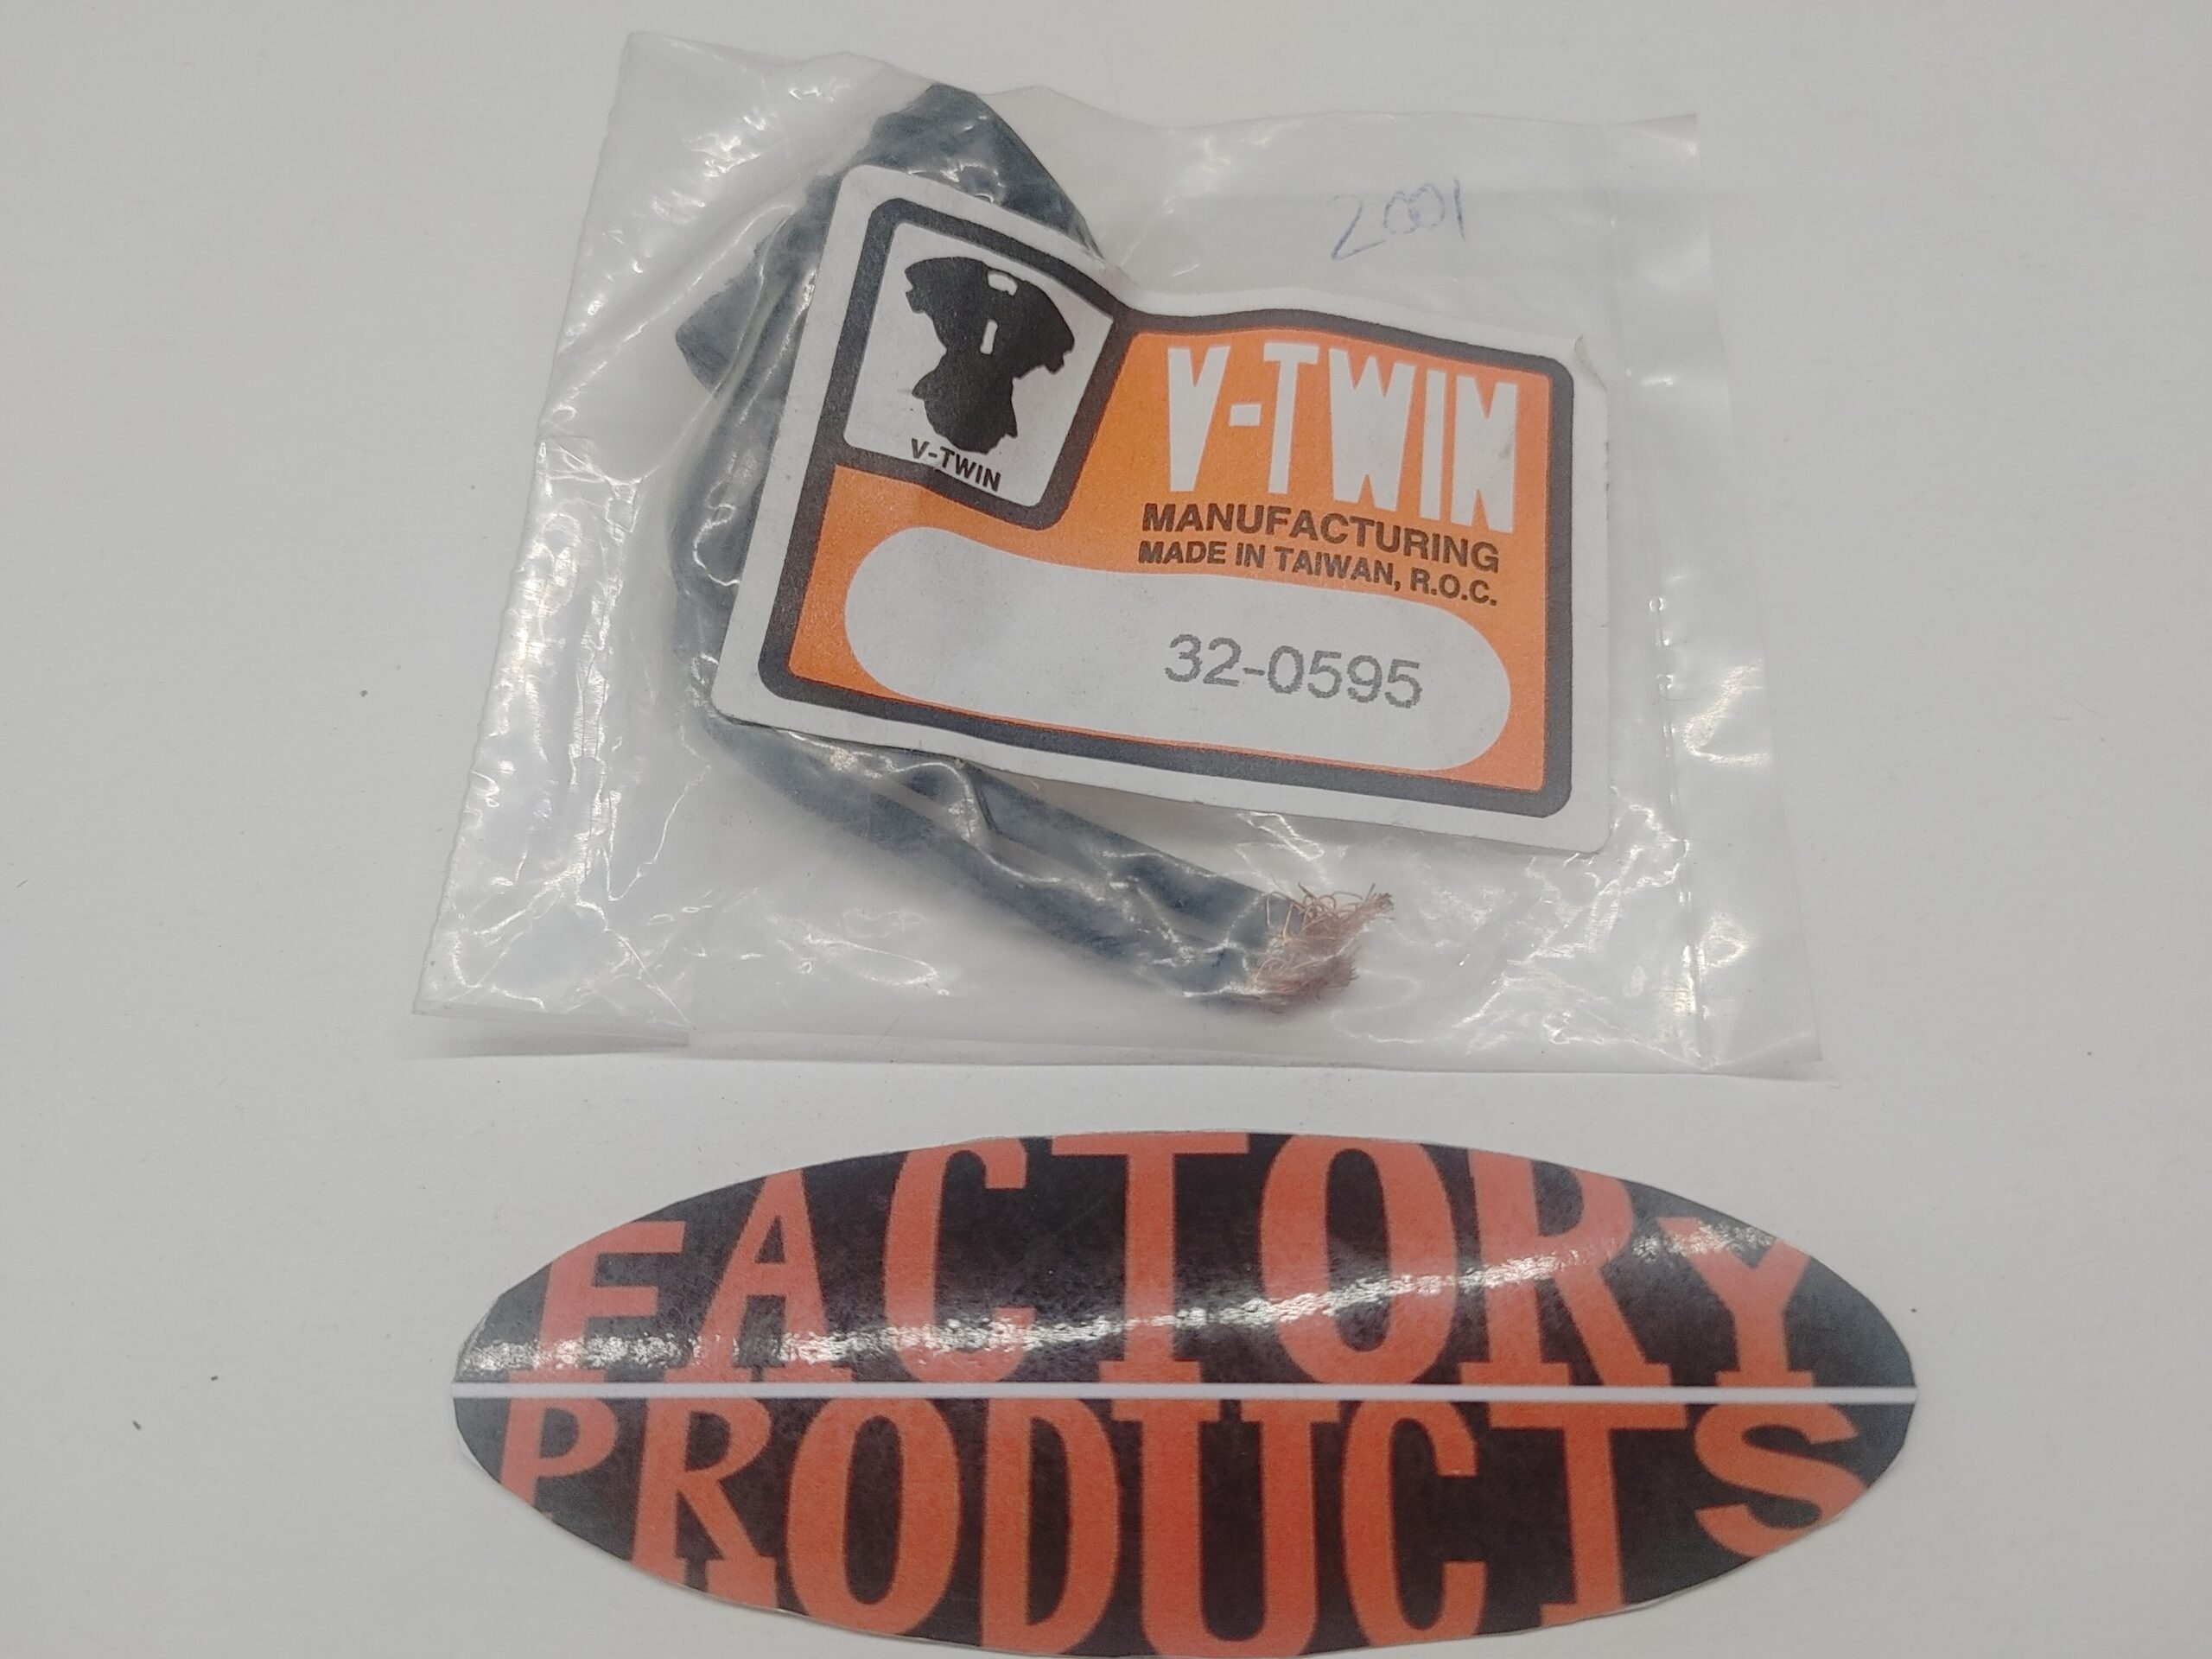 2001
V-TWIN
V-TWIN
MANUFACTURING
MADE IN TAIWAN, R.O.C.
32-0595
FACTORY
PRODUCTS